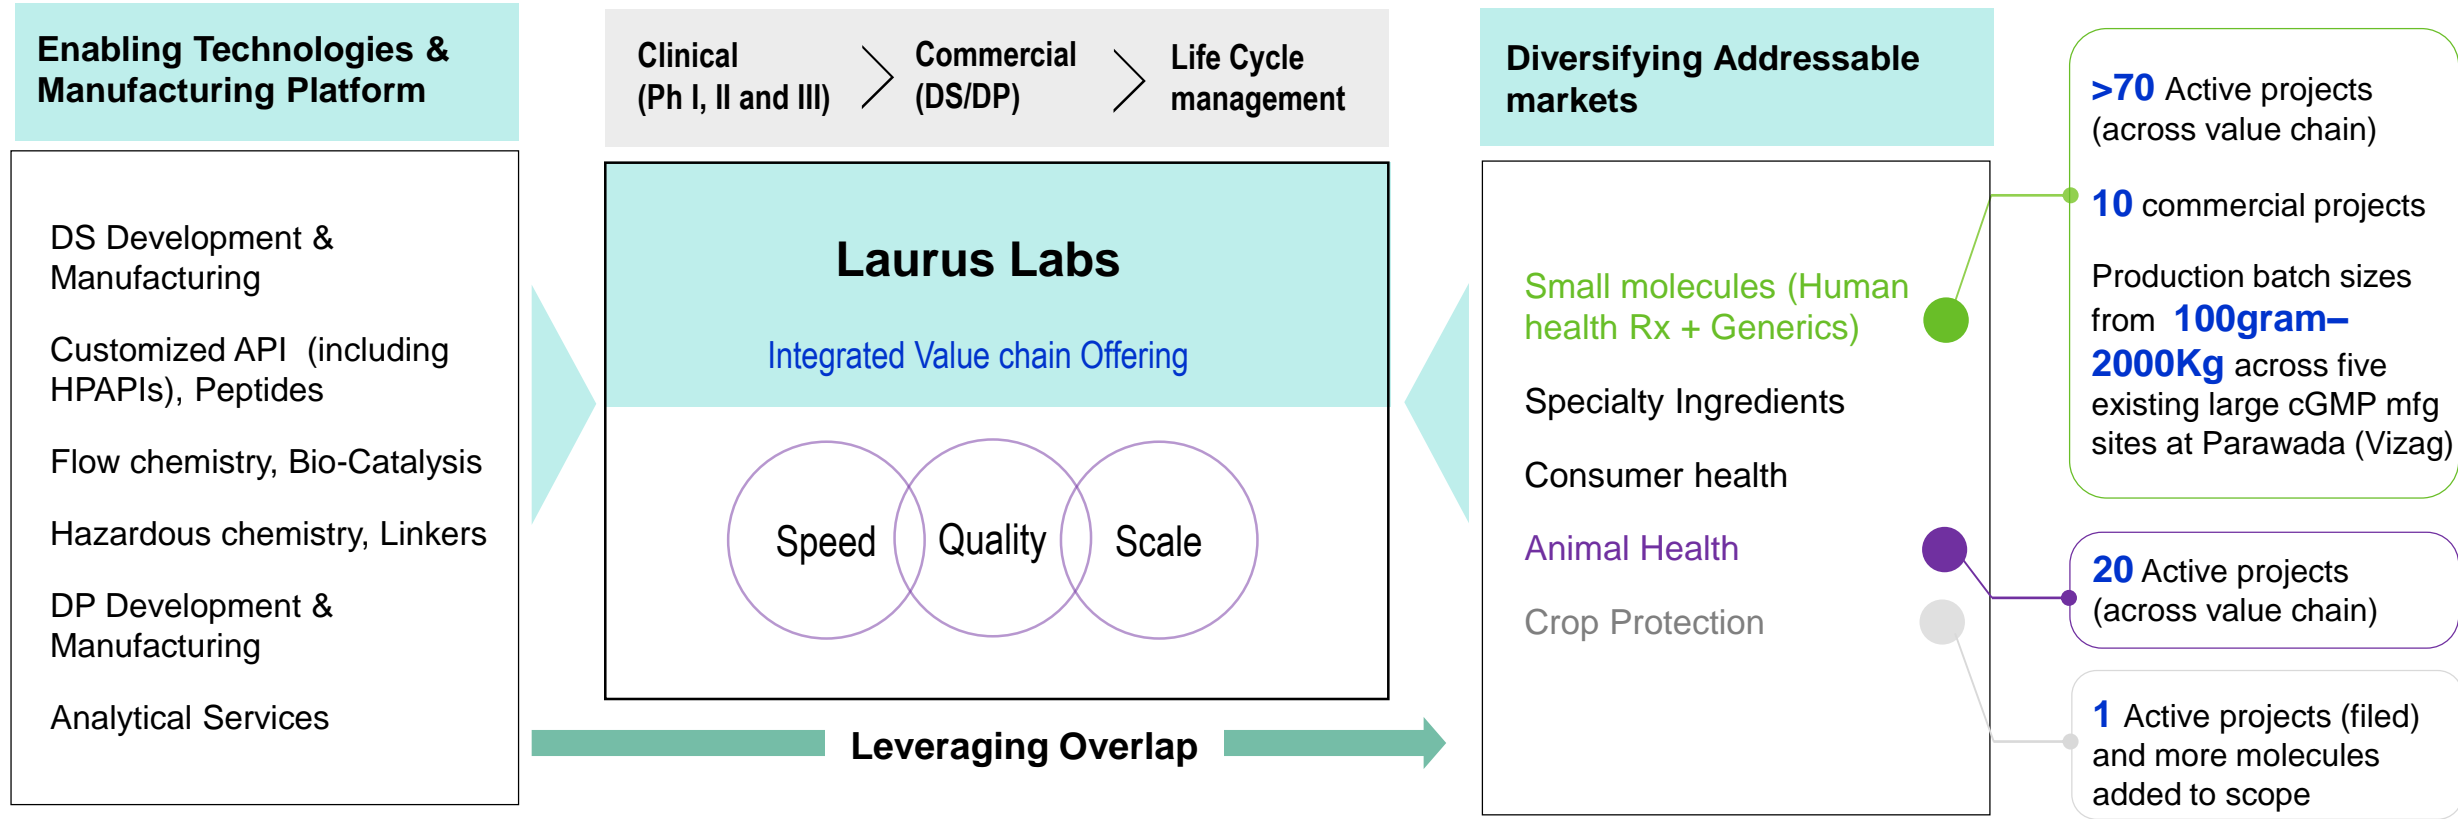 Enabling Technologies &
Manufacturing Platform
DS Development &
Manufacturing
Customized API (including
HPAPIs), Peptides
Flow chemistry, Bio-Catalysis
Hazardous chemistry, Linkers
DP Development &
Manufacturing
Analytical Services
Clinical
(Ph I, II and III)
Commercial
(DS/DP)
Life Cycle
management
Laurus Labs
Integrated Value chain Offering
Speed
Quality
Scale
Leveraging Overlap
Diversifying Addressable
markets
Small molecules (Human
health Rx + Generics)
Specialty Ingredients
Consumer health
Animal Health
Crop Protection
>70 Active projects
(across value chain)
10 commercial projects
Production batch sizes
from 100gram–
2000Kg across five
existing large cGMP mfg
sites at Parawada (Vizag)
20 Active projects
(across value chain)
1 Active projects (filed)
and more molecules
added to scope